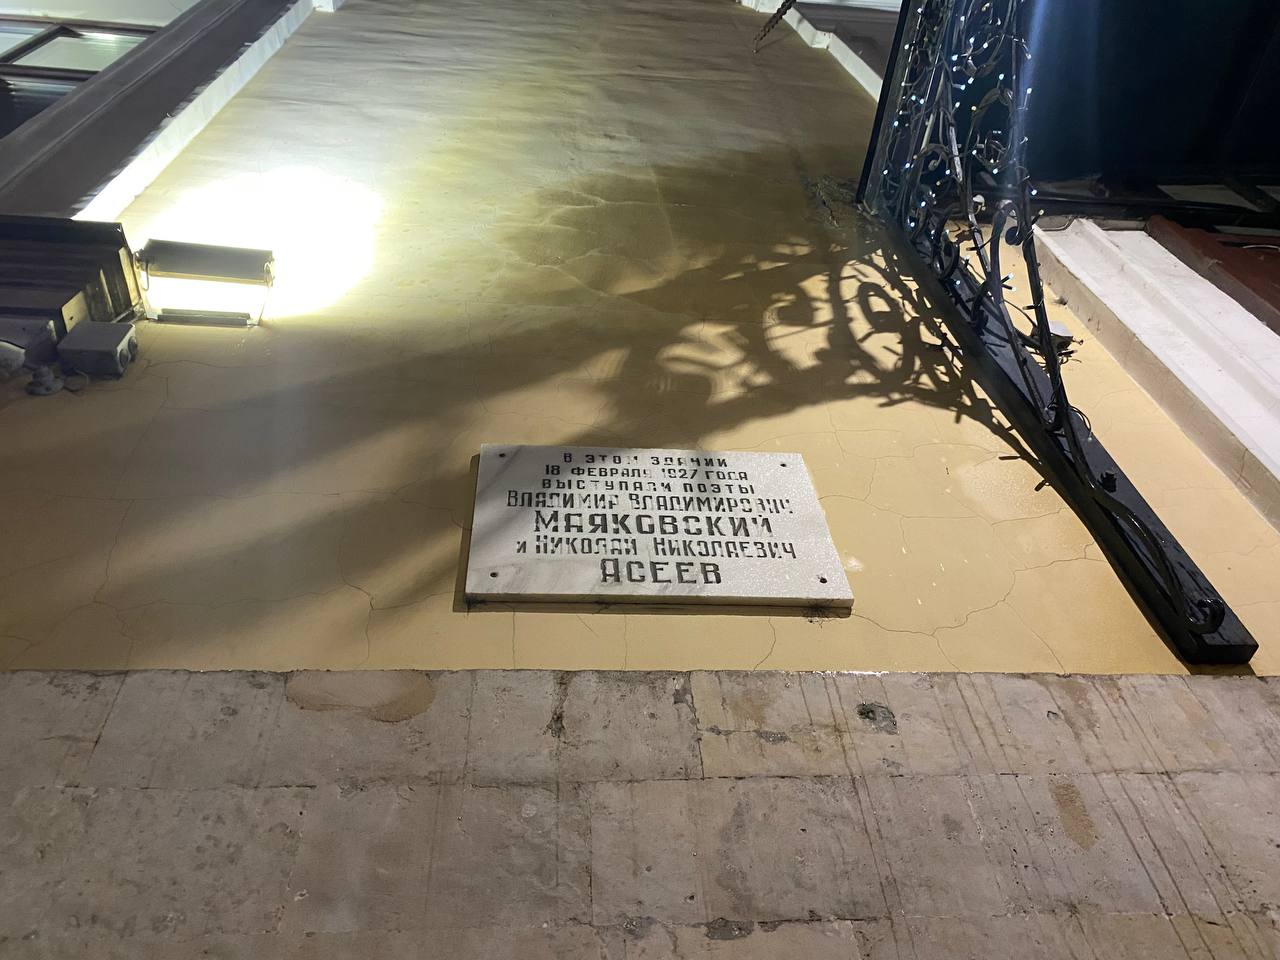 В ЭТОМ ЗДАНИИ
18 ФЕВРАЛЯ 1927 ГОДА
ВЫСТУПАЛИ ПОЭТЫ
ВЛАДИМИР ВЛАДИМИРОВИЧ
МАЯКОВСКИЙ
И НИКОЛАЙ НИКОЛАЕВИЧ
АСЕЕВ